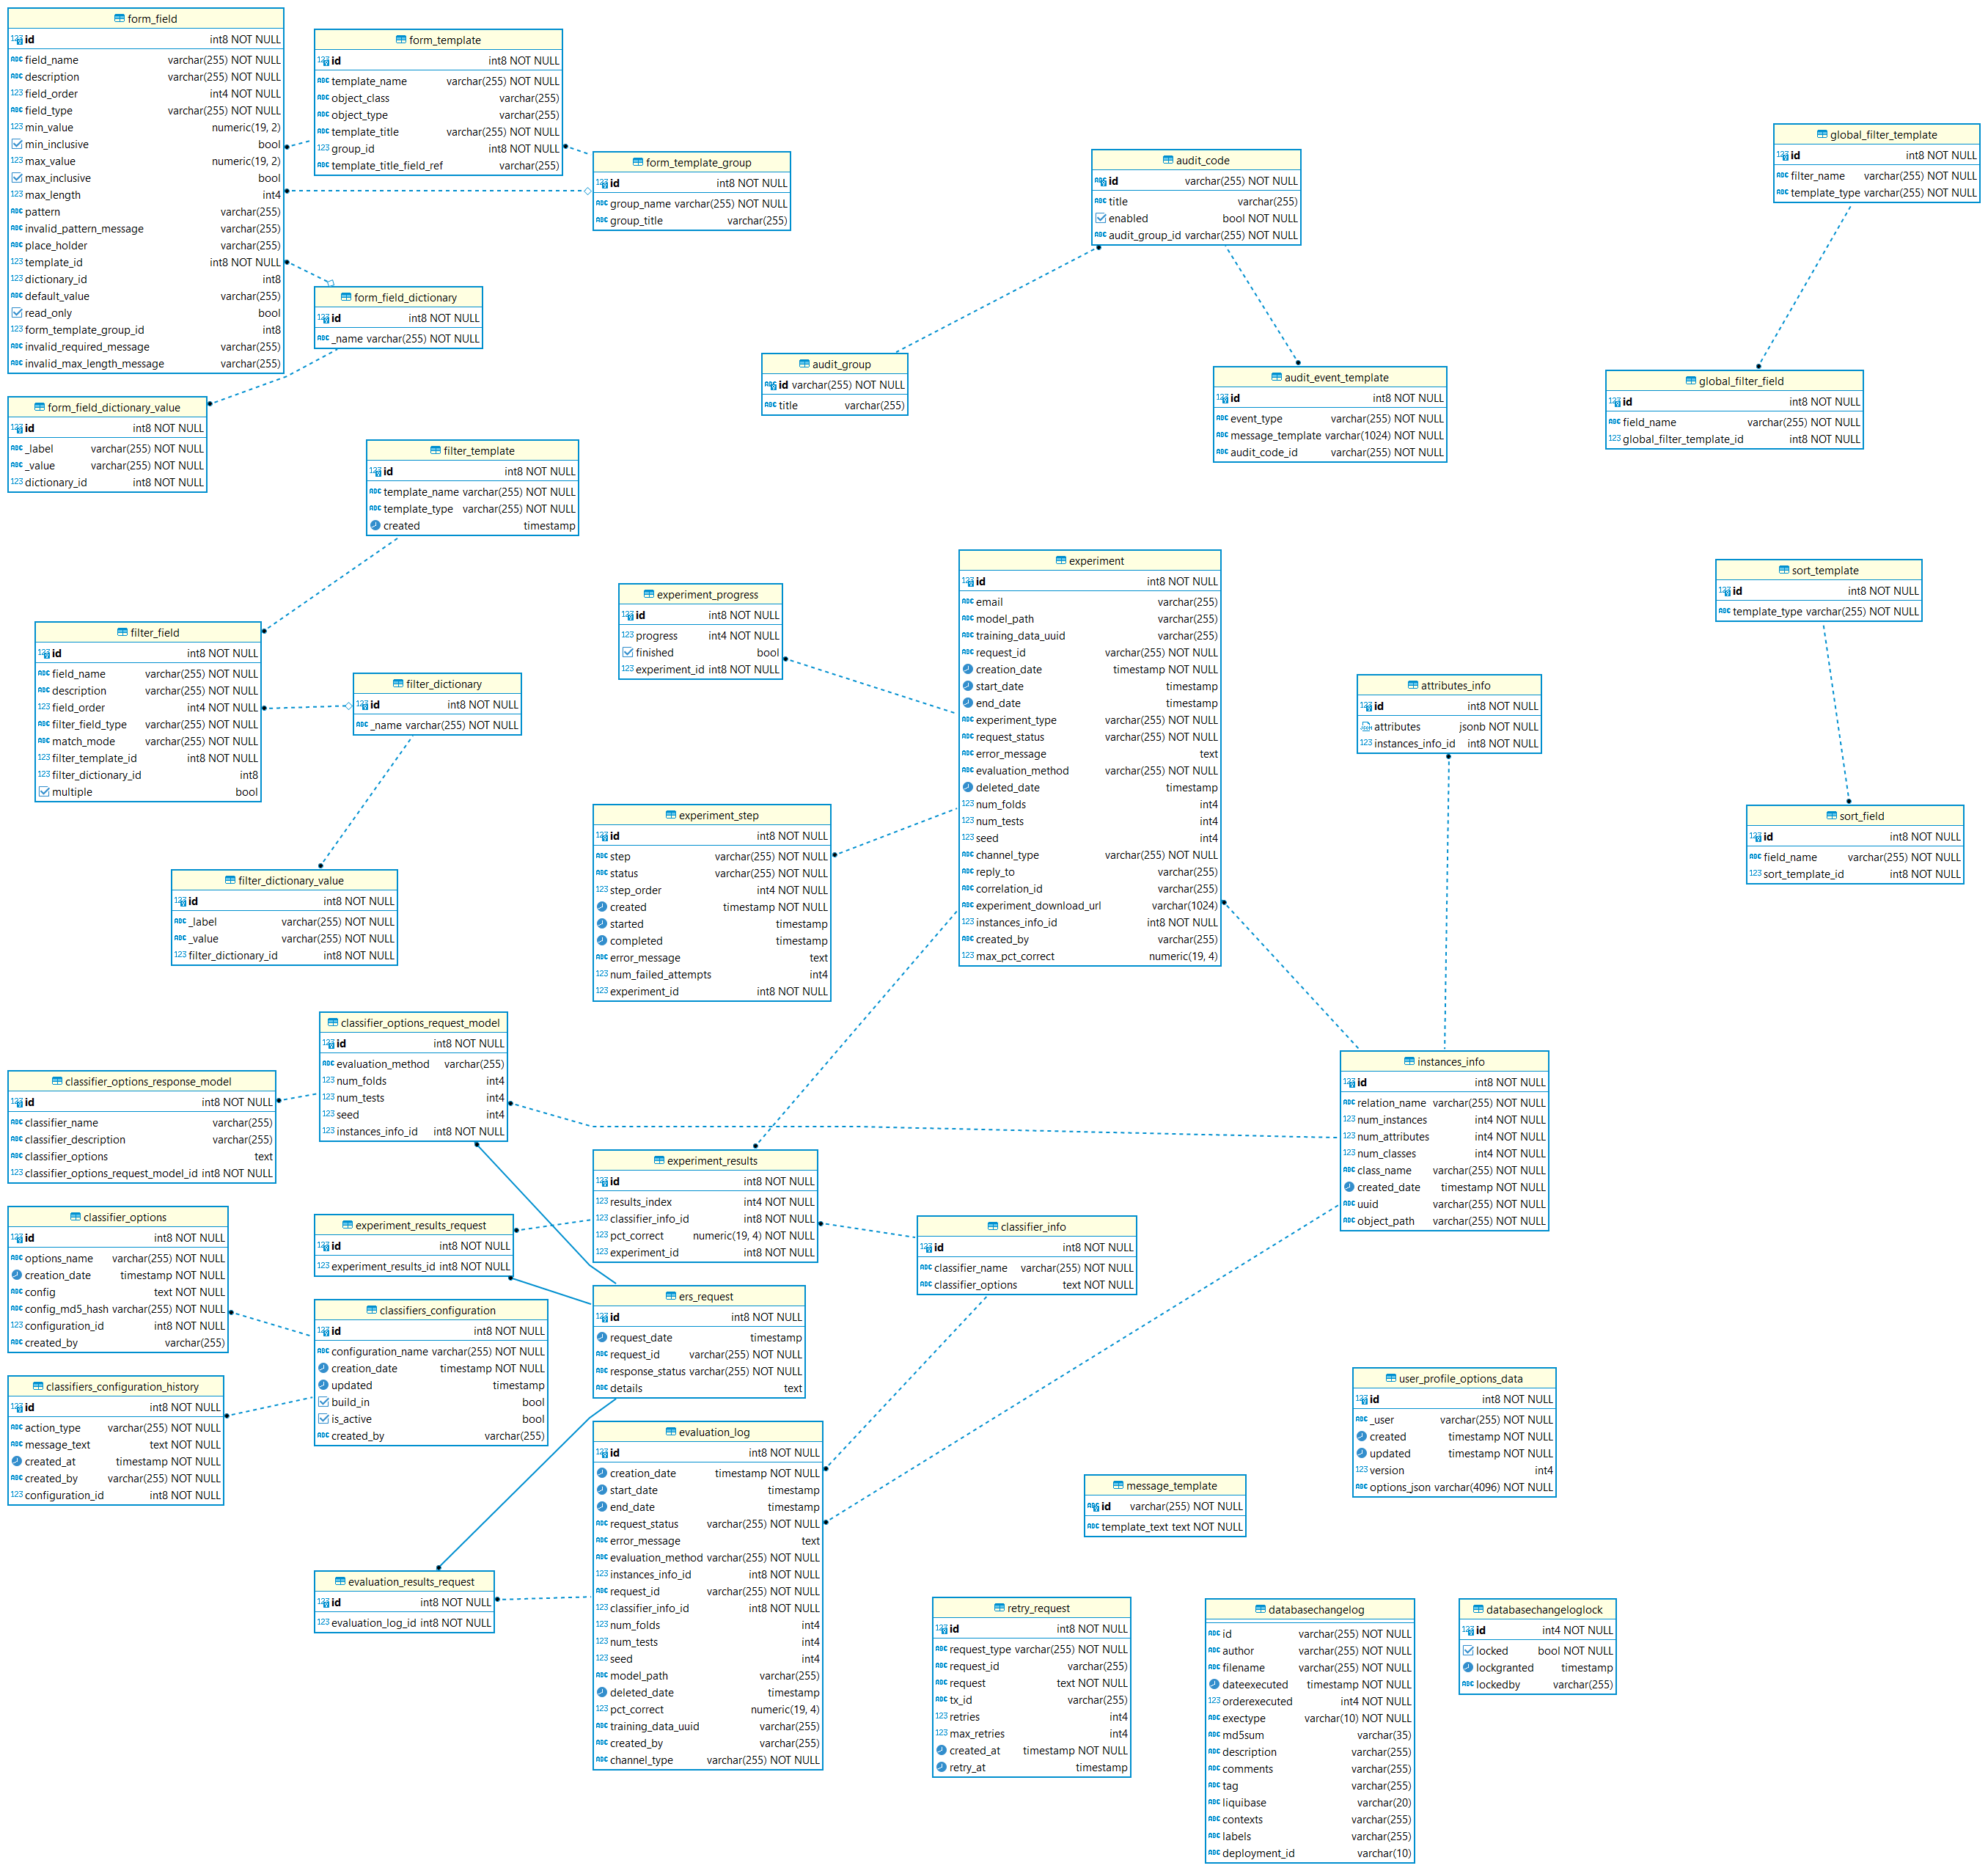 form_field
id int8 NOT NULL
field_name varchar(255) NOT NULL
description varchar(255) NOT NULL
field_order int4 NOT NULL
field_type varchar(255) NOT NULL
min_value numeric(19, 2)
min_inclusive bool
max_value numeric(19, 2)
max_inclusive bool
max_length int4
pattern varchar(255)
invalid_pattern_message varchar(255)
place_holder varchar(255)
template_id int8 NOT NULL
dictionary_id int8
default_value varchar(255)
read_only bool
form_template_group_id int8
invalid_required_message varchar(255)
invalid_max_length_message varchar(255)
form_template
id int8 NOT NULL
template_name varchar(255) NOT NULL
object_class varchar(255)
object_type varchar(255)
template_title varchar(255) NOT NULL
group_id int8 NOT NULL
template_title_field_ref varchar(255)
form_template_group
id int8 NOT NULL
group_name varchar(255) NOT NULL
group_title varchar(255)
form_field_dictionary
id int8 NOT NULL
_name varchar(255) NOT NULL
form_field_dictionary_value
id int8 NOT NULL
_label varchar(255) NOT NULL
_value varchar(255) NOT NULL
dictionary_id int8 NOT NULL
audit_code
id varchar(255) NOT NULL
title varchar(255)
enabled bool NOT NULL
audit_group_id varchar(255) NOT NULL
audit_group
id varchar(255) NOT NULL
title varchar(255)
audit_event_template
id int8 NOT NULL
event_type varchar(255) NOT NULL
message_template varchar(1024) NOT NULL
audit_code_id varchar(255) NOT NULL
global_filter_template
id int8 NOT NULL
filter_name varchar(255) NOT NULL
template_type varchar(255) NOT NULL
global_filter_field
id int8 NOT NULL
field_name varchar(255) NOT NULL
global_filter_template_id int8 NOT NULL
filter_template
id int8 NOT NULL
template_name varchar(255) NOT NULL
template_type varchar(255) NOT NULL
created timestamp
filter_field
id int8 NOT NULL
field_name varchar(255) NOT NULL
description varchar(255) NOT NULL
field_order int4 NOT NULL
filter_field_type varchar(255) NOT NULL
match_mode varchar(255) NOT NULL
filter_template_id int8 NOT NULL
filter_dictionary_id int8
multiple bool
filter_dictionary
id int8 NOT NULL
_name varchar(255) NOT NULL
filter_dictionary_value
id int8 NOT NULL
_label varchar(255) NOT NULL
_value varchar(255) NOT NULL
filter_dictionary_id int8 NOT NULL
experiment_progress
id int8 NOT NULL
progress int4 NOT NULL
finished bool
experiment_id int8 NOT NULL
experiment
id int8 NOT NULL
email varchar(255)
model_path varchar(255)
training_data_uuid varchar(255)
request_id varchar(255) NOT NULL
creation_date timestamp NOT NULL
start_date timestamp
end_date timestamp
experiment_type varchar(255) NOT NULL
request_status varchar(255) NOT NULL
error_message text
evaluation_method varchar(255) NOT NULL
deleted_date timestamp
num_folds int4
num_tests int4
seed int4
channel_type varchar(255) NOT NULL
reply_to varchar(255)
correlation_id varchar(255)
experiment_download_url varchar(1024)
instances_info_id int8 NOT NULL
created_by varchar(255)
max_pct_correct numeric(19, 4)
sort_template
id int8 NOT NULL
template_type varchar(255) NOT NULL
sort_field
id int8 NOT NULL
field_name varchar(255) NOT NULL
sort_template_id int8 NOT NULL
attributes_info
id int8 NOT NULL
attributes jsonb NOT NULL
instances_info_id int8 NOT NULL
experiment_step
id int8 NOT NULL
step varchar(255) NOT NULL
status varchar(255) NOT NULL
step_order int4 NOT NULL
created timestamp NOT NULL
started timestamp
completed timestamp
error_message text
num_failed_attempts int4
experiment_id int8 NOT NULL
classifier_options_request_model
id int8 NOT NULL
evaluation_method varchar(255)
num_folds int4
num_tests int4
seed int4
instances_info_id int8 NOT NULL
classifier_options_response_model
id int8 NOT NULL
classifier_name varchar(255)
classifier_description varchar(255)
classifier_options text
classifier_options_request_model_id int8 NOT NULL
instances_info
id int8 NOT NULL
relation_name varchar(255) NOT NULL
num_instances int4 NOT NULL
num_attributes int4 NOT NULL
num_classes int4 NOT NULL
class_name varchar(255) NOT NULL
created_date timestamp NOT NULL
uuid varchar(255) NOT NULL
object_path varchar(255) NOT NULL
experiment_results
id int8 NOT NULL
results_index int4 NOT NULL
classifier_info_id int8 NOT NULL
pct_correct numeric(19, 4) NOT NULL
experiment_id int8 NOT NULL
classifier_options
id int8 NOT NULL
options_name varchar(255) NOT NULL
creation_date timestamp NOT NULL
config text NOT NULL
config_md5_hash varchar(255) NOT NULL
configuration_id int8 NOT NULL
created_by varchar(255)
experiment_results_request
id int8 NOT NULL
experiment_results_id int8 NOT NULL
classifier_info
id int8 NOT NULL
classifier_name varchar(255) NOT NULL
classifier_options text NOT NULL
ers_request
id int8 NOT NULL
request_date timestamp
request_id varchar(255) NOT NULL
response_status varchar(255) NOT NULL
details text
classifiers_configuration
id int8 NOT NULL
configuration_name varchar(255) NOT NULL
creation_date timestamp NOT NULL
updated timestamp
build_in bool
is_active bool
created_by varchar(255)
classifiers_configuration_history
id int8 NOT NULL
action_type varchar(255) NOT NULL
message_text text NOT NULL
created_at timestamp NOT NULL
created_by varchar(255) NOT NULL
configuration_id int8 NOT NULL
evaluation_log
id int8 NOT NULL
creation_date timestamp NOT NULL
start_date timestamp
end_date timestamp
request_status varchar(255) NOT NULL
error_message text
evaluation_method varchar(255) NOT NULL
instances_info_id int8 NOT NULL
request_id varchar(255) NOT NULL
classifier_info_id int8 NOT NULL
num_folds int4
num_tests int4
seed int4
model_path varchar(255)
deleted_date timestamp
pct_correct numeric(19, 4)
training_data_uuid varchar(255)
created_by varchar(255)
channel_type varchar(255) NOT NULL
evaluation_results_request
id int8 NOT NULL
evaluation_log_id int8 NOT NULL
user_profile_options_data
id int8 NOT NULL
_user varchar(255) NOT NULL
created timestamp NOT NULL
updated timestamp NOT NULL
version int4
options_json varchar(4096) NOT NULL
message_template
id varchar(255) NOT NULL
template_text text NOT NULL
retry_request
id int8 NOT NULL
request_type varchar(255) NOT NULL
request_id varchar(255)
request text NOT NULL
tx_id varchar(255)
retries int4
max_retries int4
created_at timestamp NOT NULL
retry_at timestamp
databasechangelog
id varchar(255) NOT NULL
author varchar(255) NOT NULL
filename varchar(255) NOT NULL
dateexecuted timestamp NOT NULL
orderexecuted int4 NOT NULL
exectype varchar(10) NOT NULL
md5sum varchar(35)
description varchar(255)
comments varchar(255)
tag varchar(255)
liquibase varchar(20)
contexts varchar(255)
labels varchar(255)
deployment_id varchar(10)
databasechangeloglock
id int4 NOT NULL
locked bool NOT NULL
lockgranted timestamp
lockedby varchar(255)